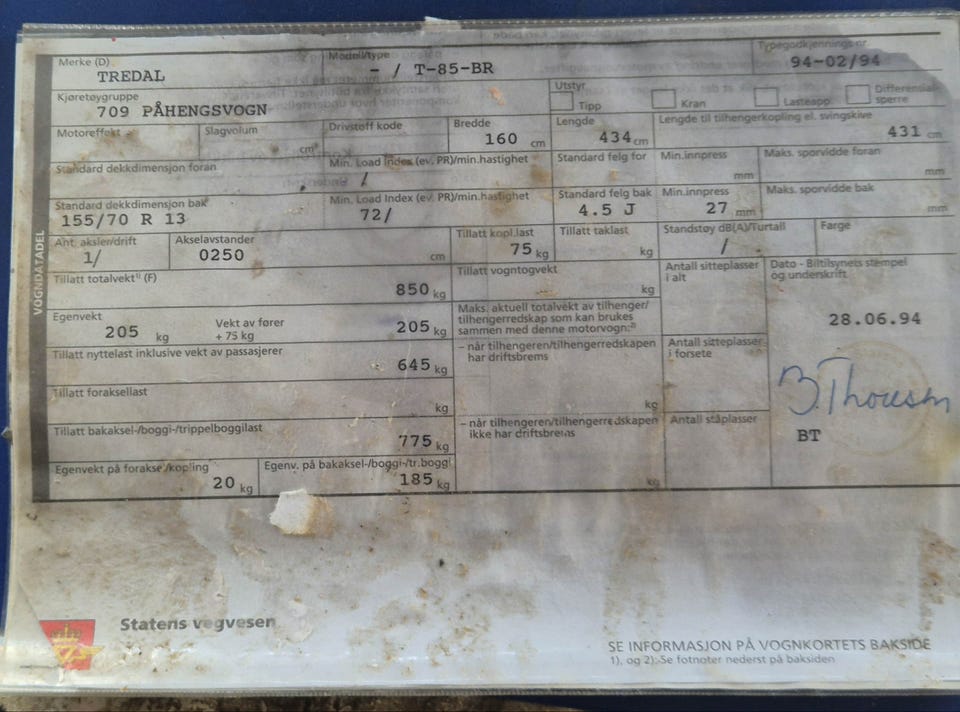 Merke (D) Modell/type Typegodkjennings nr
TREDAL - / T-85-BR 94-02/94
Kjøretøygruppe Utstyr
709 PÅHENGSVOGN Tipp Kran Lasteapp Differensial-sperre
Motoreffekt Slagvolum cm³ Drivstoff kode Bredde 160 cm Lengde 434 cm Lengde til tilhengerkopling el. svingskive 431 cm
Standard dekkdimensjon foran Min. Load Index (ev. PR)/min.hastighet / Standard felg for Min.innpress mm Maks. sporvidde foran mm
Standard dekkdimensjon bak Min. Load Index (ev. PR)/min.hastighet Standard felg bak Min.innpress Maks. sporvidde bak
155/70 R 13 72/ 4.5 J 27 mm mm
Ant. aksler/drift Akselavstander Tillatt kopl.last Tillatt taklast Standstøy dB(A)/Turtall Farge
1/ 0250 cm 75 kg kg /
Tillatt totalvekt¹⁾ (F) 850 kg
Tillatt vogntogvekt kg
Antall sitteplasser i alt
Dato - Biltilsynets stempel og underskrift
Egenvekt 205 kg Vekt av fører + 75 kg 205 kg
Maks. aktuell totalvekt av tilhenger/
tilhengerredskap som kan brukes
sammen med denne motorvogn:²⁾
28.06.94
Tillatt nyttelast inklusive vekt av passasjerer
645 kg
- når tilhengeren/tilhengerredskapen
har driftsbrems
kg
Antall sitteplasser
i forsete
Tillatt foraksellast
kg
Tillatt bakaksel-/boggi-/trippelboggilast
775 kg
- når tilhengeren/tilhengerredskapen
ikke har driftsbrems
kg
Antall ståplasser
BT
Egenvekt på foraksel/kopling Egenv. på bakaksel-/boggi-/tr.boggi
20 kg 185 kg
VOGNDATADEL
Statens vegvesen
SE INFORMASJON PÅ VOGNKORTETS BAKSIDE
1), og 2): Se fotnoter nederst på baksiden